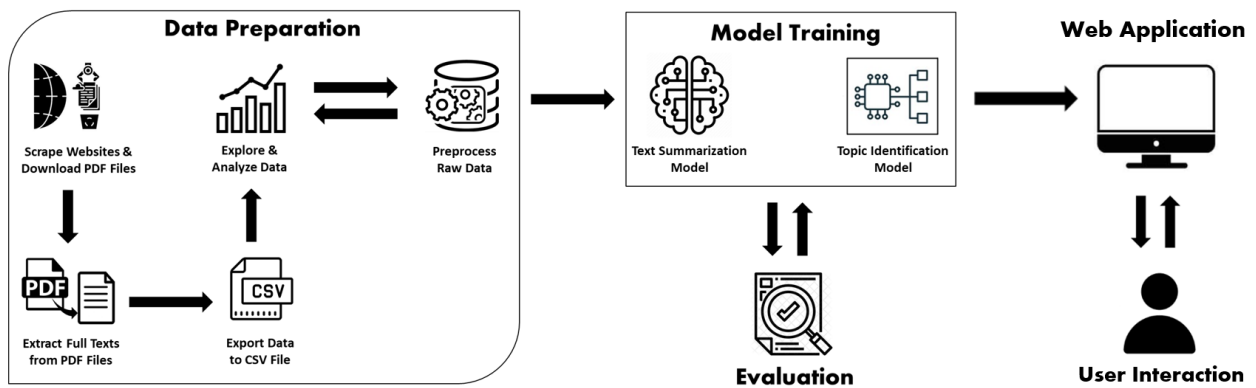 Data Preparation
Scrape Websites &
Download PDF Files
Explore &
Analyze Data
Preprocess
Raw Data
PDF
Extract Full Texts
from PDF Files
CSV
Export Data
to CSV File
Model Training
Text Summarization
Model
Topic Identification
Model
Evaluation
Web Application
User Interaction